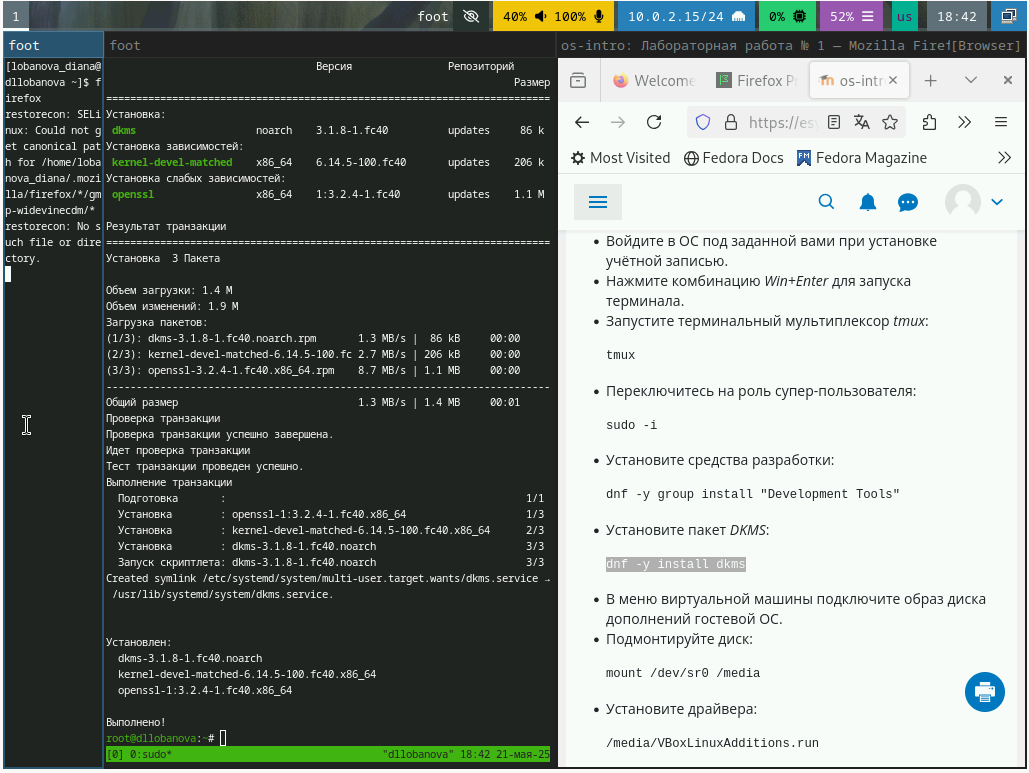 1
foot
40%
100%
10.0.2.15/24
0%
52%
us
18:42
foot
foot
os-intro: Лабораторная работа № 1 — Mozilla Firef[Browser]
[lobanova_diana@
dllobanova ~]$ f
irefox
restorecon: SELi
nux: Could not g
et canonical pat
h for /home/loba
nova_diana/.mozi
lla/firefox/*/gm
p-widevinecdm/*
restorecon: No s
uch file or dire
ctory.
Версия Репозиторий
Размер
================================================================================
Установка:
dkms noarch 3.1.8-1.fc40 updates 86 k
Установка зависимостей:
kernel-devel-matched x86_64 6.14.5-100.fc40 updates 206 k
Установка слабых зависимостей:
openssl x86_64 1:3.2.4-1.fc40 updates 1.1 M
Результат транзакции
================================================================================
Установка 3 Пакета
Объем загрузки: 1.4 M
Объем изменений: 1.9 M
Загрузка пакетов:
(1/3): dkms-3.1.8-1.fc40.noarch.rpm 1.3 MB/s | 86 kB 00:00
(2/3): kernel-devel-matched-6.14.5-100.fc 2.7 MB/s | 206 kB 00:00
(3/3): openssl-3.2.4-1.fc40.x86_64.rpm 8.7 MB/s | 1.1 MB 00:00
--------------------------------------------------------------------------------
Общий размер 1.3 MB/s | 1.4 MB 00:01
Проверка транзакции
Проверка транзакции успешно завершена.
Идет проверка транзакции
Тест транзакции проведен успешно.
Выполнение транзакции
Подготовка : 1/1
Установка : openssl-1:3.2.4-1.fc40.x86_64 1/3
Установка : kernel-devel-matched-6.14.5-100.fc40.x86_64 2/3
Установка : dkms-3.1.8-1.fc40.noarch 3/3
Запуск скриптлета: dkms-3.1.8-1.fc40.noarch 3/3
Created symlink /etc/systemd/system/multi-user.target.wants/dkms.service →
/usr/lib/systemd/system/dkms.service.
Установлен:
dkms-3.1.8-1.fc40.noarch
kernel-devel-matched-6.14.5-100.fc40.x86_64
openssl-1:3.2.4-1.fc40.x86_64
Выполнено!
root@dllobanova:~#
[0] 0:sudo* "dllobanova" 18:42 21-мая-25
Welcome
Firefox P
os-intr
https://es
Most Visited
Fedora Docs
Fedora Magazine
• Войдите в ОС под заданной вами при установке
учётной записью.
• Нажмите комбинацию Win+Enter для запуска
терминала.
• Запустите терминальный мультиплексор tmux:
tmux
• Переключитесь на роль супер-пользователя:
sudo -i
• Установите средства разработки:
dnf -y group install "Development Tools"
• Установите пакет DKMS:
dnf -y install dkms
• В меню виртуальной машины подключите образ диска
дополнений гостевой ОС.
• Подмонтируйте диск:
mount /dev/sr0 /media
• Установите драйвера:
/media/VBoxLinuxAdditions.run